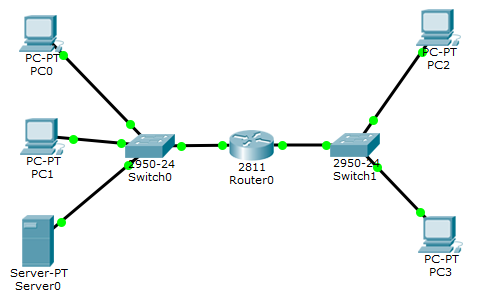 PC-PT
PC0
PC-PT
PC2
PC-PT
PC1
2950-24
Switch0
2811
Router0
2950-24
Switch1
Server-PT
Server0
PC-PT
PC3